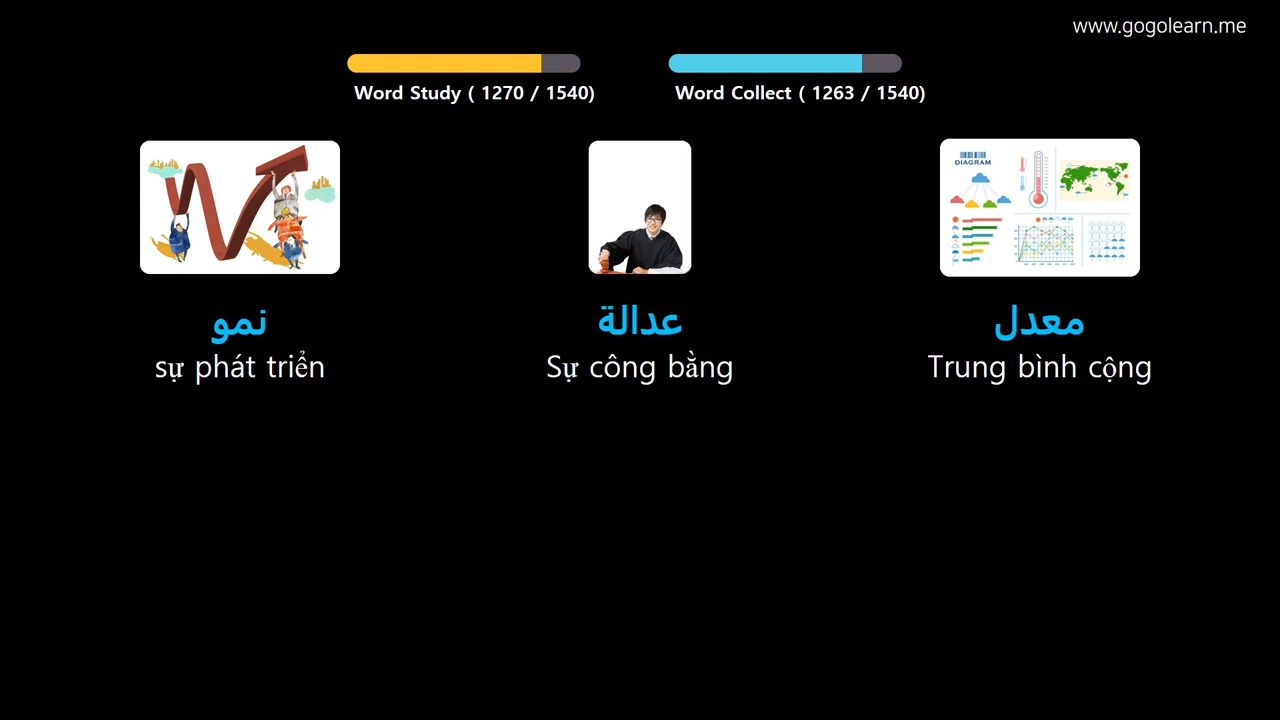 www.gogolearn.me
Word Study ( 1270 / 1540)
Word Collect ( 1263 / 1540)
DIAGRAM
نمو
sự phát triển
عدالة
Sự công bằng
معدل
Trung bình cộng